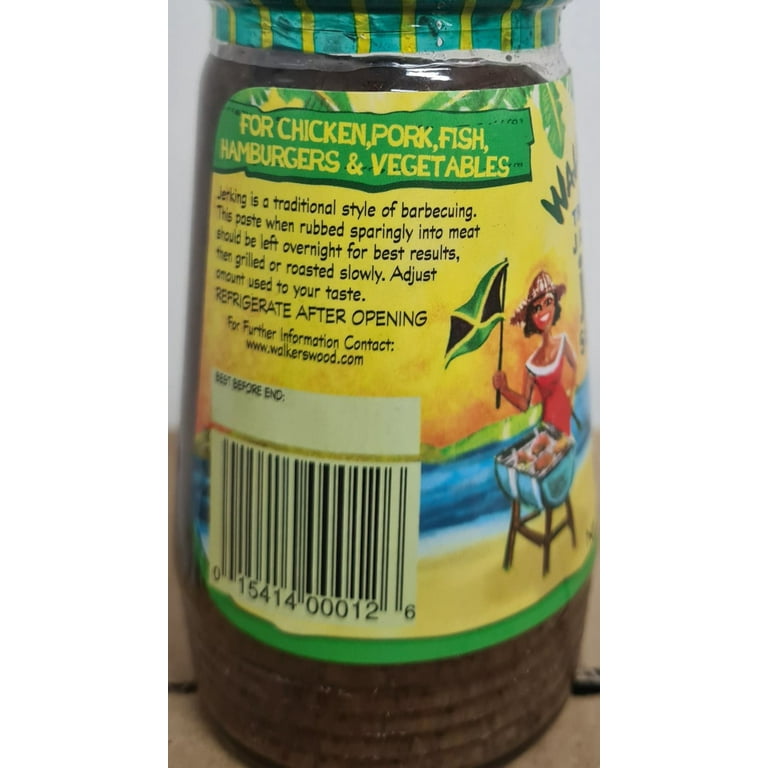 FOR CHICKEN,PORK,FISH,
HAMBURGERS & VEGETABLES
Jerking is a traditional style of barbecuing.
This paste when rubbed sparingly into meat
should be left overnight for best results,
then grilled or roasted slowly. Adjust
amount used to your taste.
REFRIGERATE AFTER OPENING
For Further Information Contact:
www.walkerswood.com
BEST BEFORE END:
0 15414 00012 6